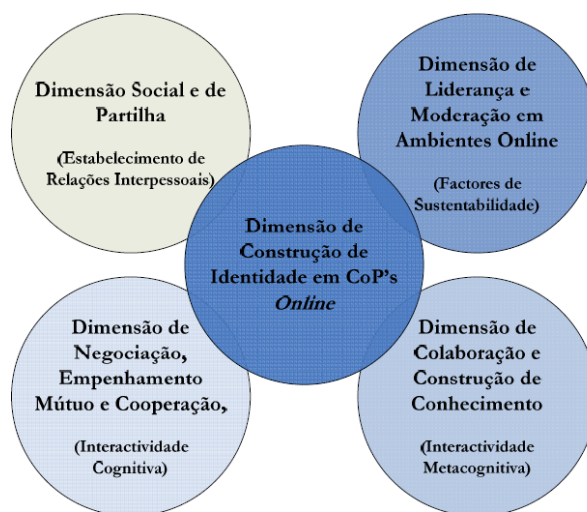 Dimensão Social e de
Partilha
(Estabelecimento de
Relações Interpessoais)
Dimensão de
Liderança e
Moderação em
Ambientes Online
(Factores de
Sustentabilidade)
Dimensão de
Construção de
Identidade em CoP's
Online
Dimensão de
Negociação,
Empenhamento
Mútuo e Cooperação,
(Interactividade
Cognitiva)
Dimensão de
Colaboração e
Construção de
Conhecimento
(Interactividade
Metacognitiva)